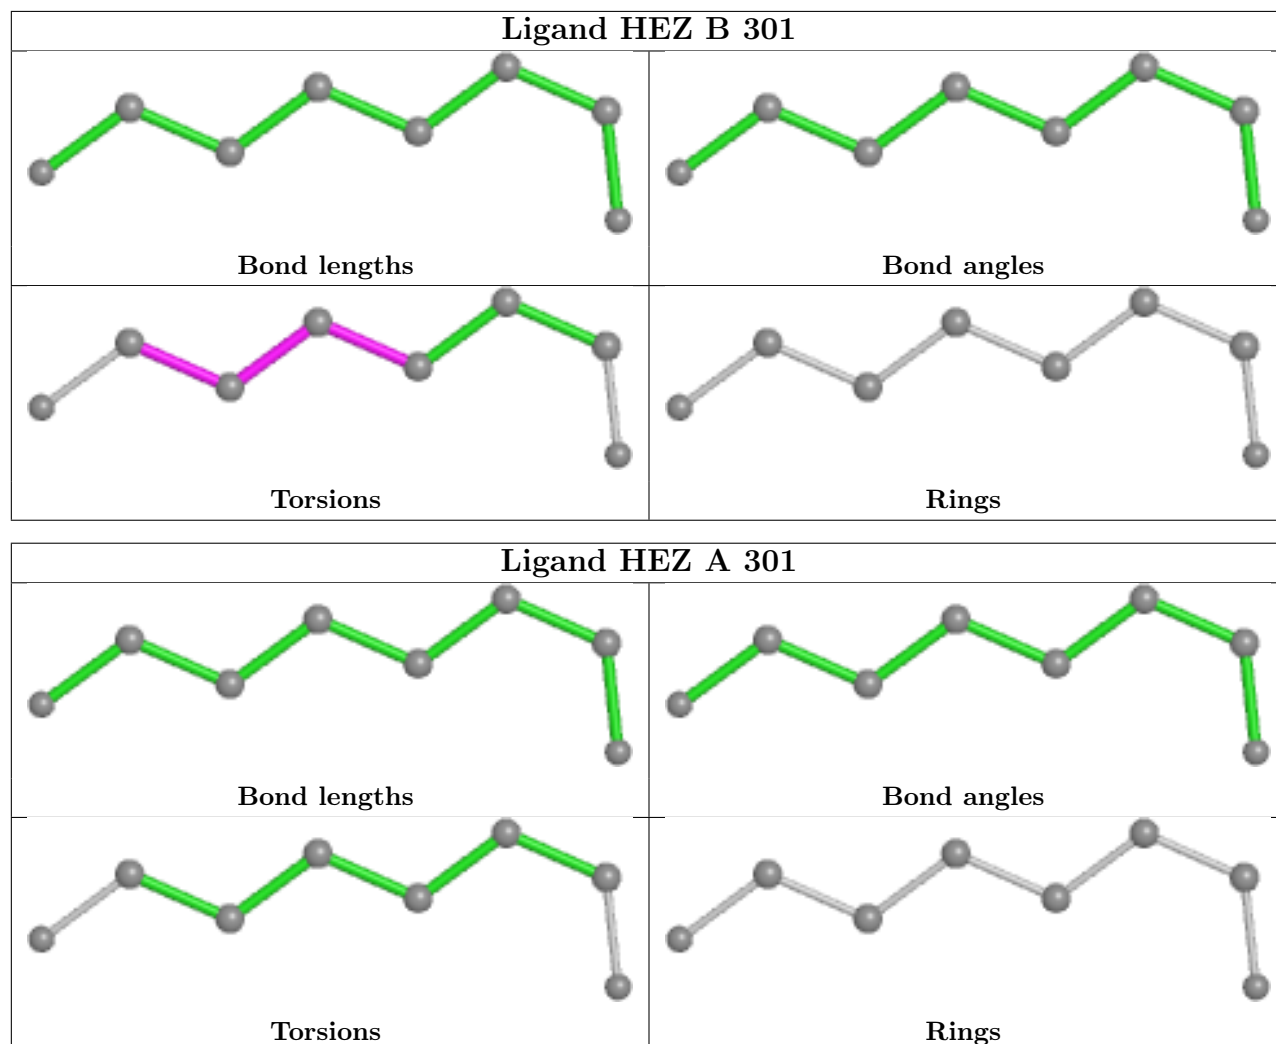 Ligand HEZ B 301
Bond lengths
Bond angles
Torsions
Rings
Ligand HEZ A 301
Bond lengths
Bond angles
Torsions
Rings